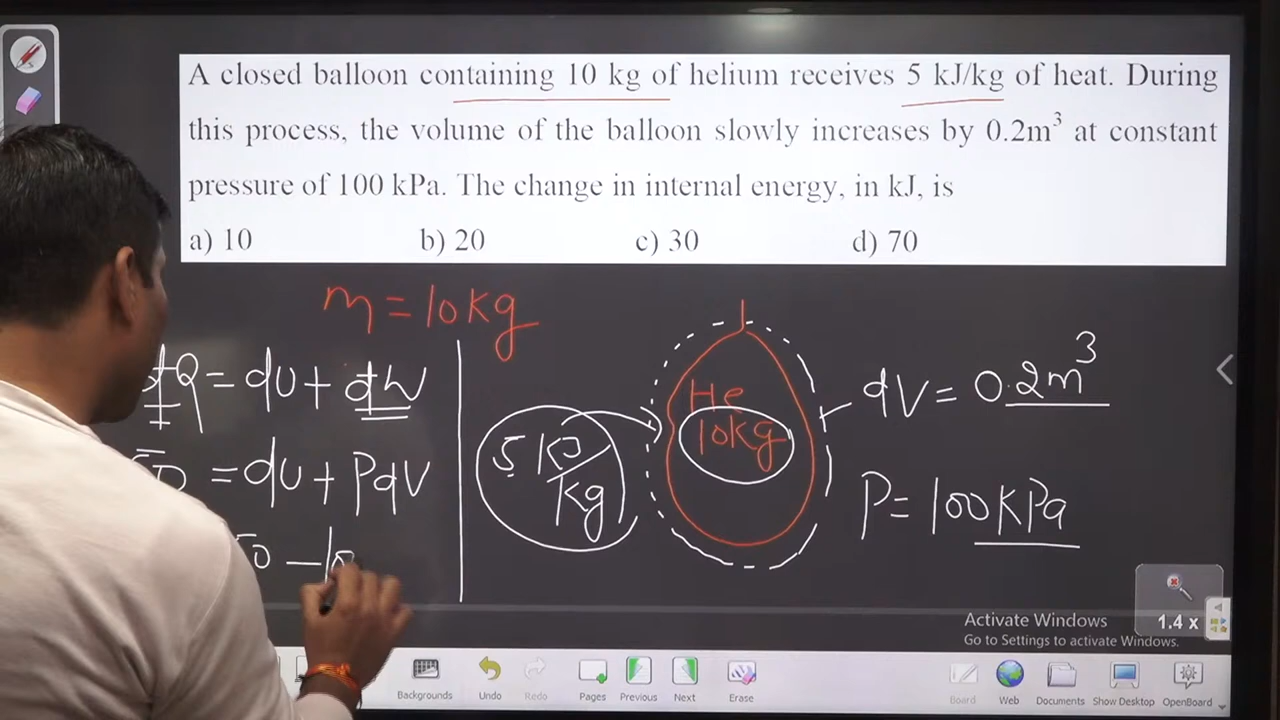 A closed balloon containing 10 kg of helium receives 5 kJ/kg of heat. During
this process, the volume of the balloon slowly increases by 0.2m³ at constant
pressure of 100 kPa. The change in internal energy, in kJ, is
a) 10 b) 20 c) 30 d) 70
m = 10kg
dQ = dU + dW
= dU + PdV
He
10kg
5 kJ/kg
dV = 0.2m³
P = 100kPa
Activate Windows
Go to Settings to activate Windows.
1.4 x
Backgrounds Undo Redo Pages Previous Next Erase Board Web Documents Show Desktop OpenBoard